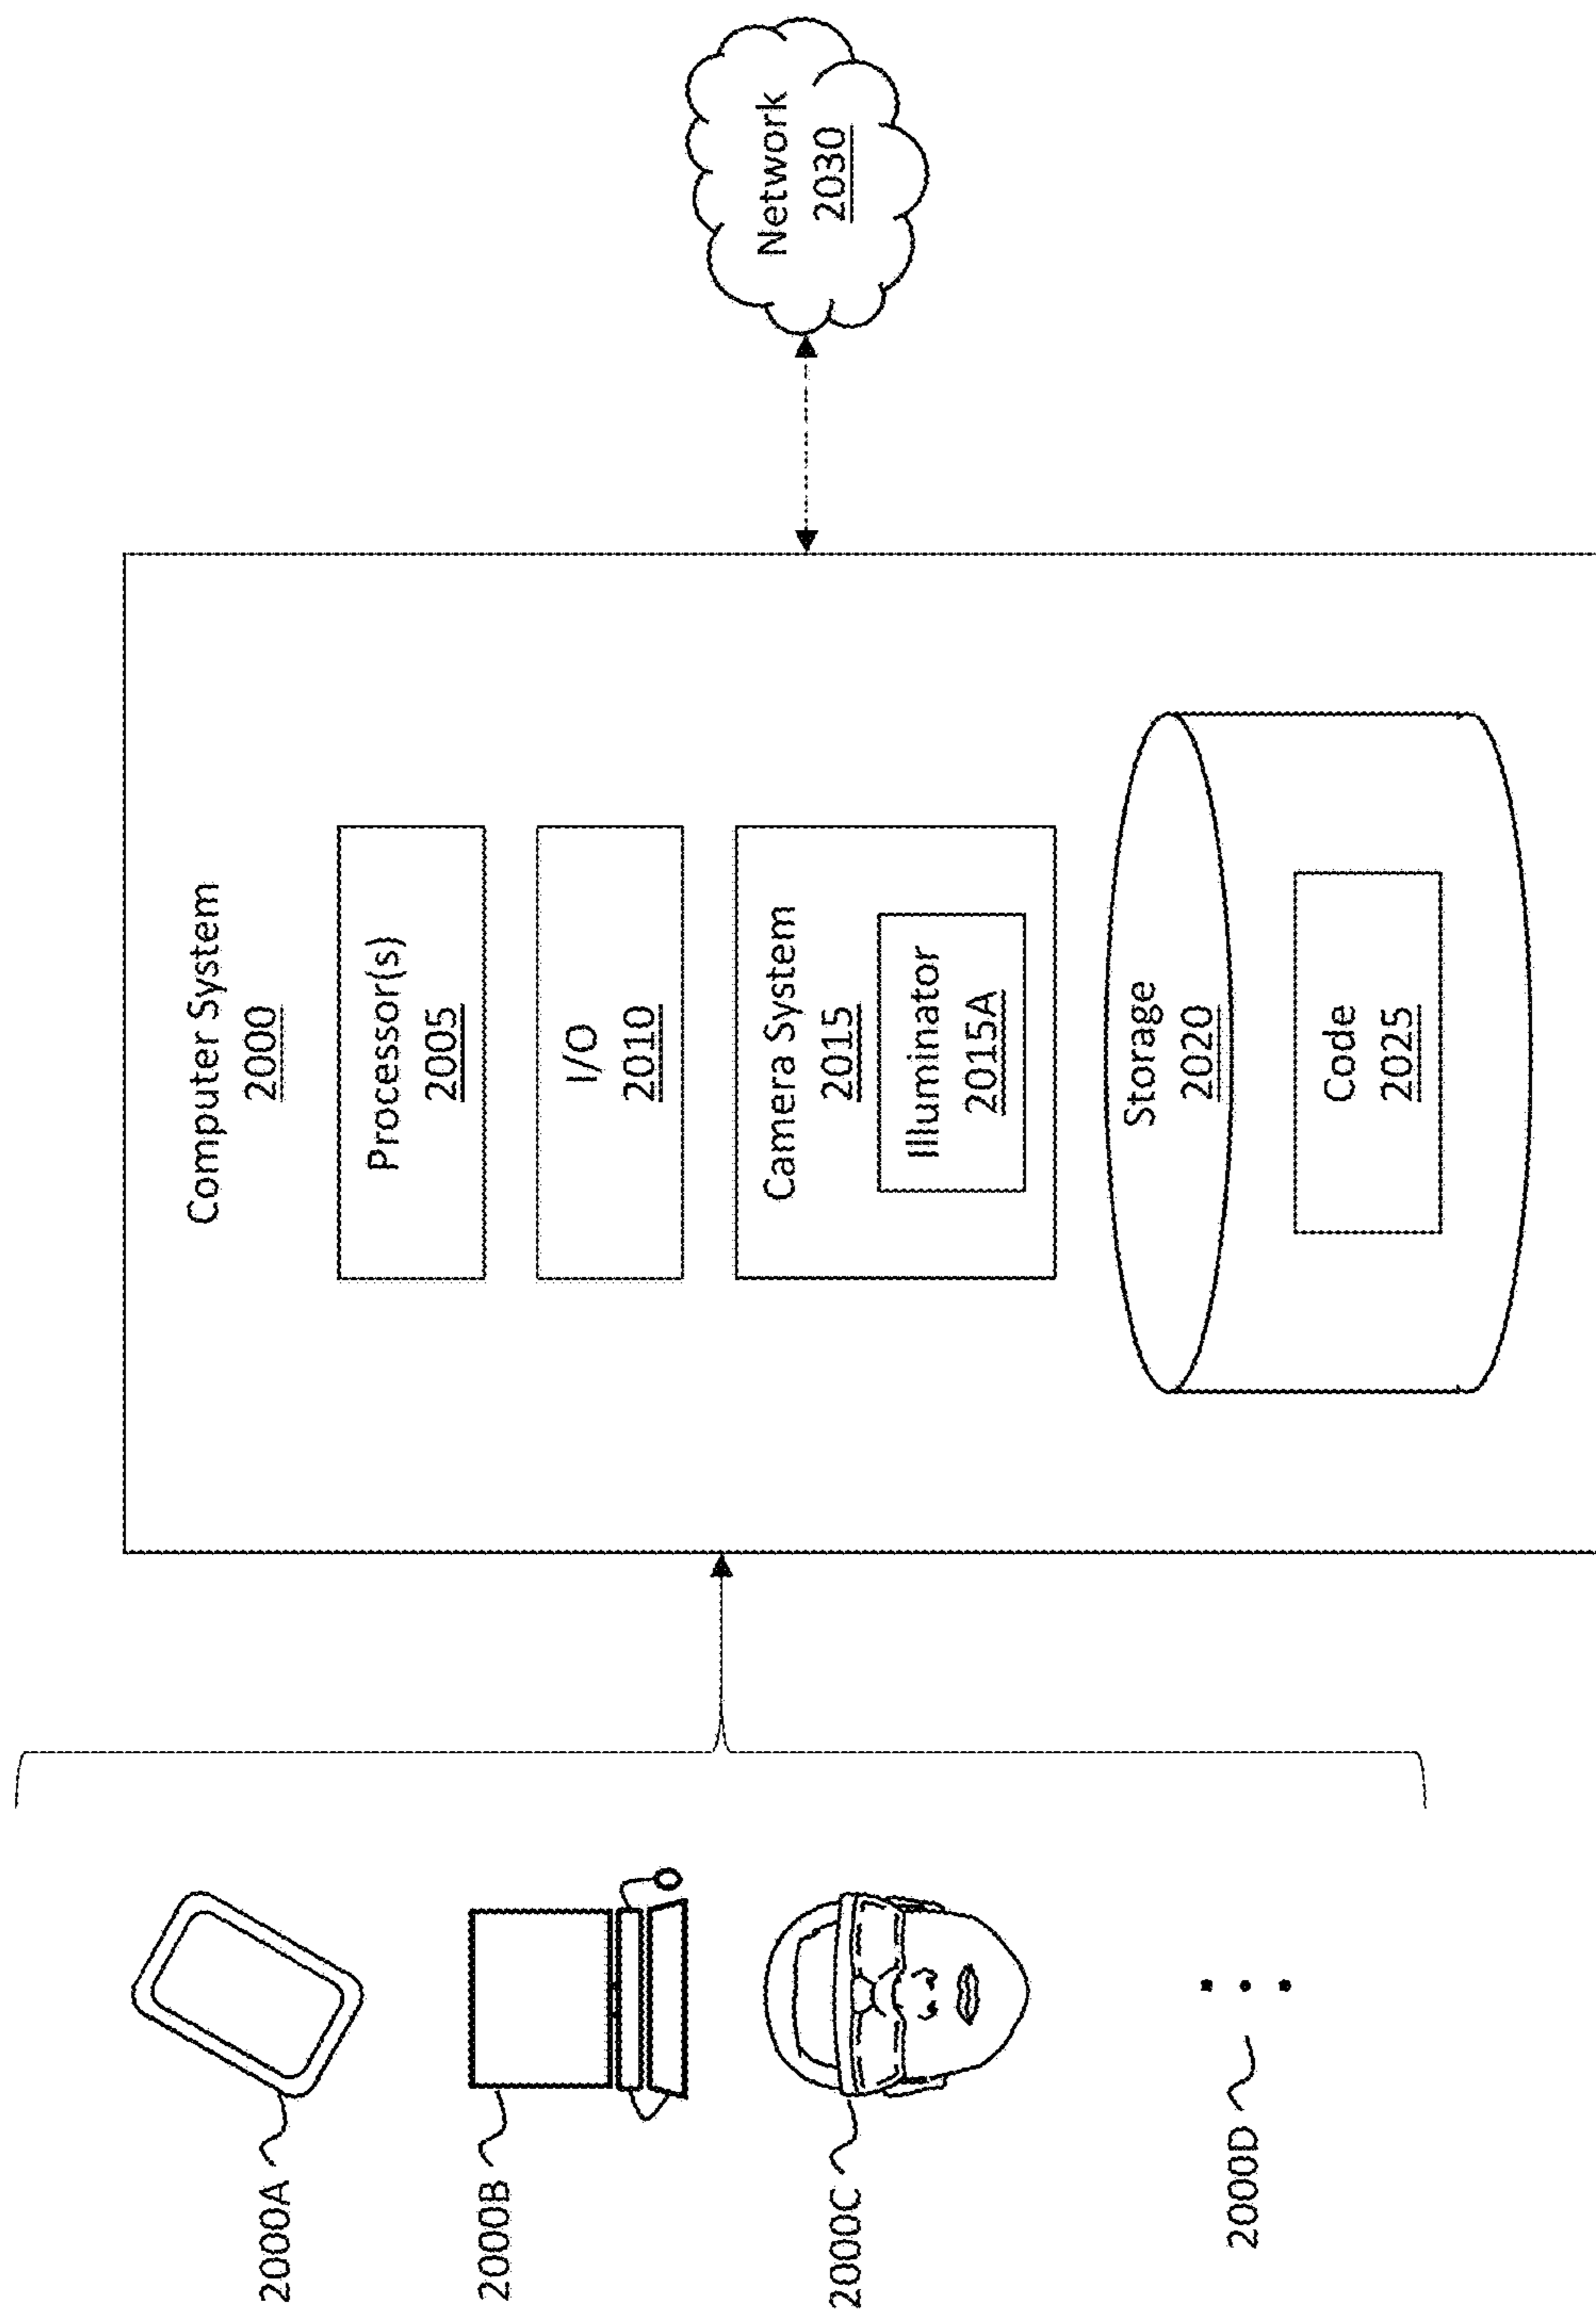 2000A
2000B
2000C
2000D
Computer System
2000
Processor(s)
2005
I/O
2010
Camera System
2015
Illuminator
2015A
Storage
2020
Code
2025
Network
2030